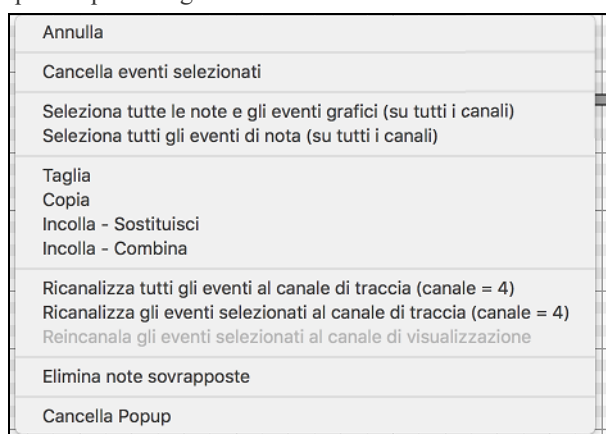 Annulla
Cancella eventi selezionati
Seleziona tutte le note e gli eventi grafici (su tutti i canali)
Seleziona tutti gli eventi di nota (su tutti i canali)
Taglia
Copia
Incolla - Sostituisci
Incolla - Combina
Ricanalizza tutti gli eventi al canale di traccia (canale = 4)
Ricanalizza gli eventi selezionati al canale di traccia (canale = 4)
Reincanala gli eventi selezionati al canale di visualizzazione
Elimina note sovrapposte
Cancella Popup